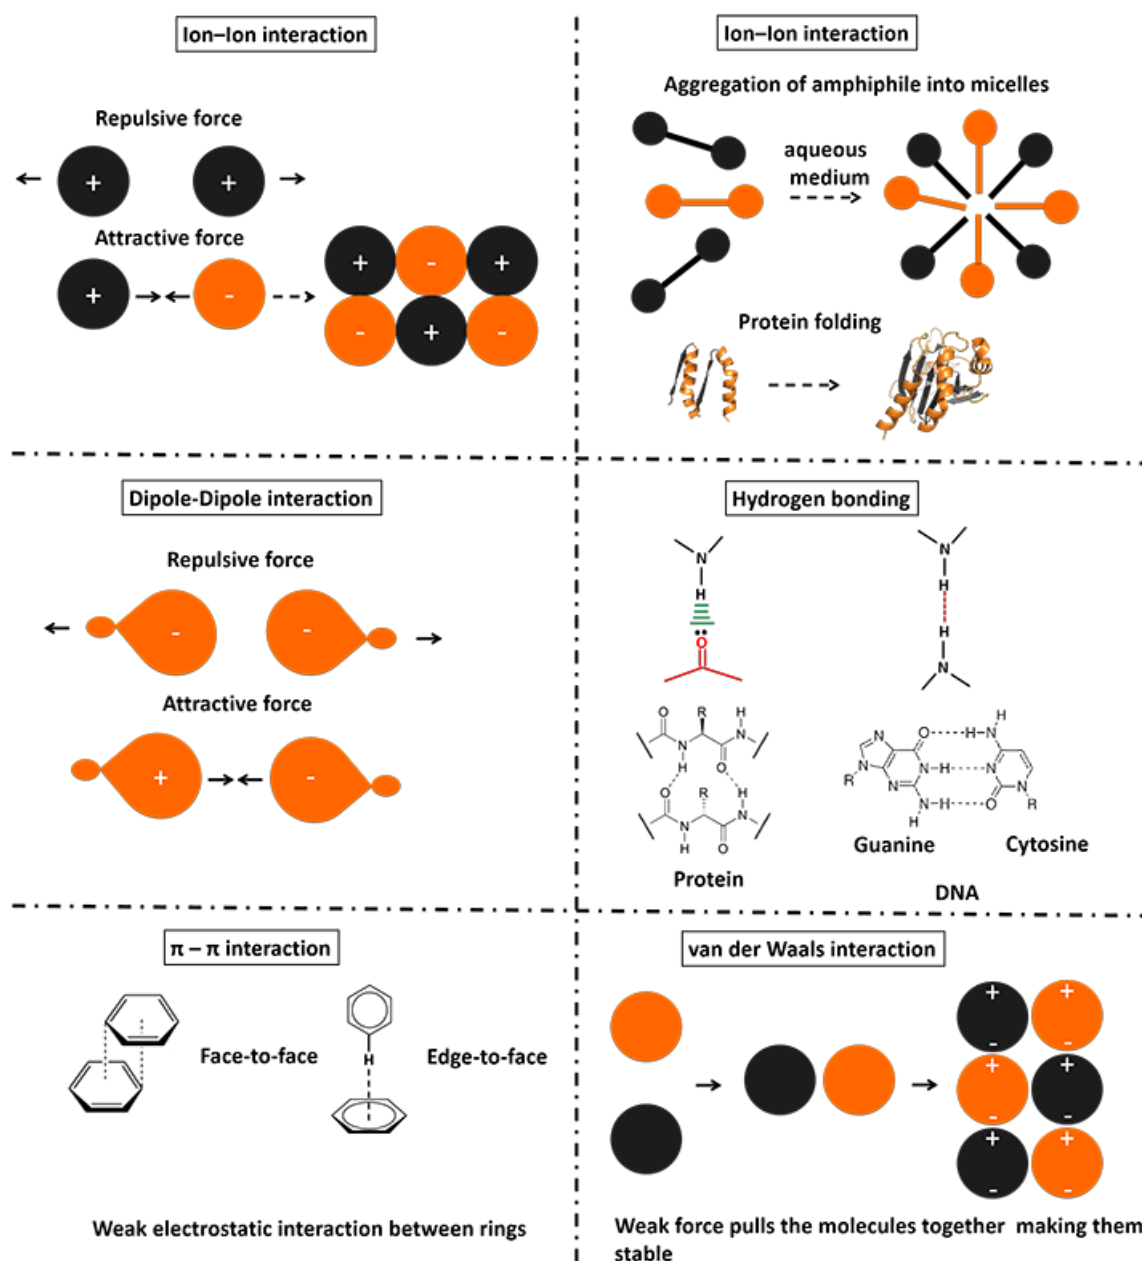 Ion–Ion interaction
Repulsive force
+ +
Attractive force
+ -
+ - +
- + -
Ion–Ion interaction
Aggregation of amphiphile into micelles
aqueous
medium
Protein folding
Dipole-Dipole interaction
Repulsive force
- -
Attractive force
+ -
Hydrogen bonding
N
H
O
N
H
H
N
O R H
N N
H O
O R H
N N
H O
Protein
H
O H N
N
N H N
N N
R
N H O N
H R
Guanine Cytosine
DNA
π – π interaction
Face-to-face
H
Edge-to-face
Weak electrostatic interaction between rings
van der Waals interaction
+ +
- -
+ +
- -
+ +
- -
Weak force pulls the molecules together making them
stable